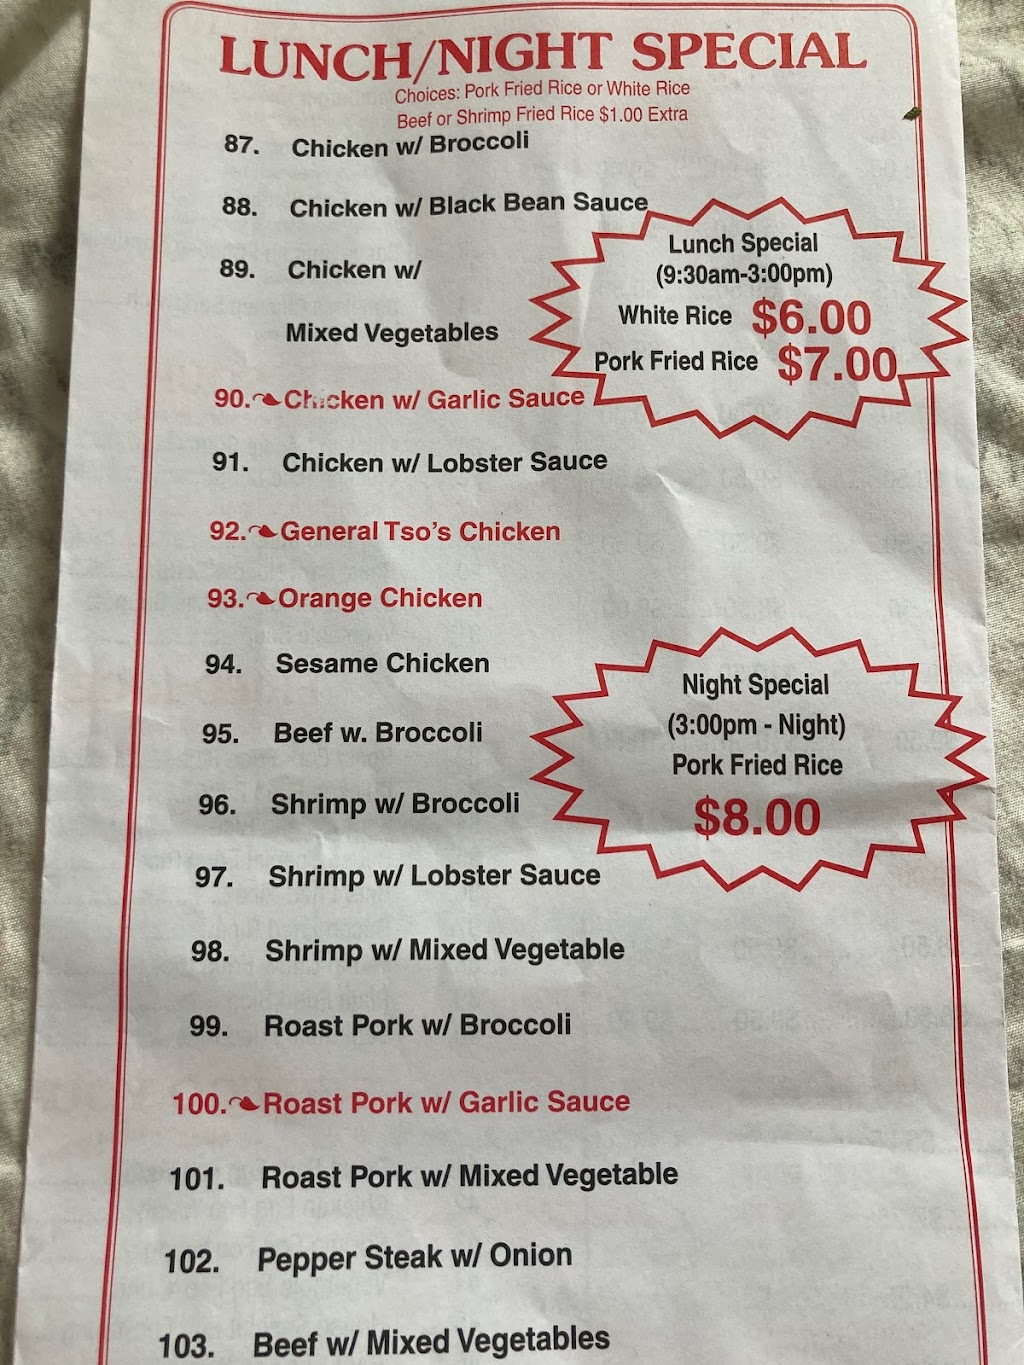 LUNCH/NIGHT SPECIAL
Choices: Pork Fried Rice or White Rice
Beef or Shrimp Fried Rice $1.00 Extra
87. Chicken w/ Broccoli
88. Chicken w/ Black Bean Sauce
89. Chicken w/
Mixed Vegetables
90. Chicken w/ Garlic Sauce
91. Chicken w/ Lobster Sauce
92. General Tso's Chicken
93. Orange Chicken
94. Sesame Chicken
95. Beef w. Broccoli
96. Shrimp w/ Broccoli
97. Shrimp w/ Lobster Sauce
98. Shrimp w/ Mixed Vegetable
99. Roast Pork w/ Broccoli
100. Roast Pork w/ Garlic Sauce
101. Roast Pork w/ Mixed Vegetable
102. Pepper Steak w/ Onion
103. Beef w/ Mixed Vegetables
Lunch Special
(9:30am-3:00pm)
White Rice $6.00
Pork Fried Rice $7.00
Night Special
(3:00pm - Night)
Pork Fried Rice
$8.00